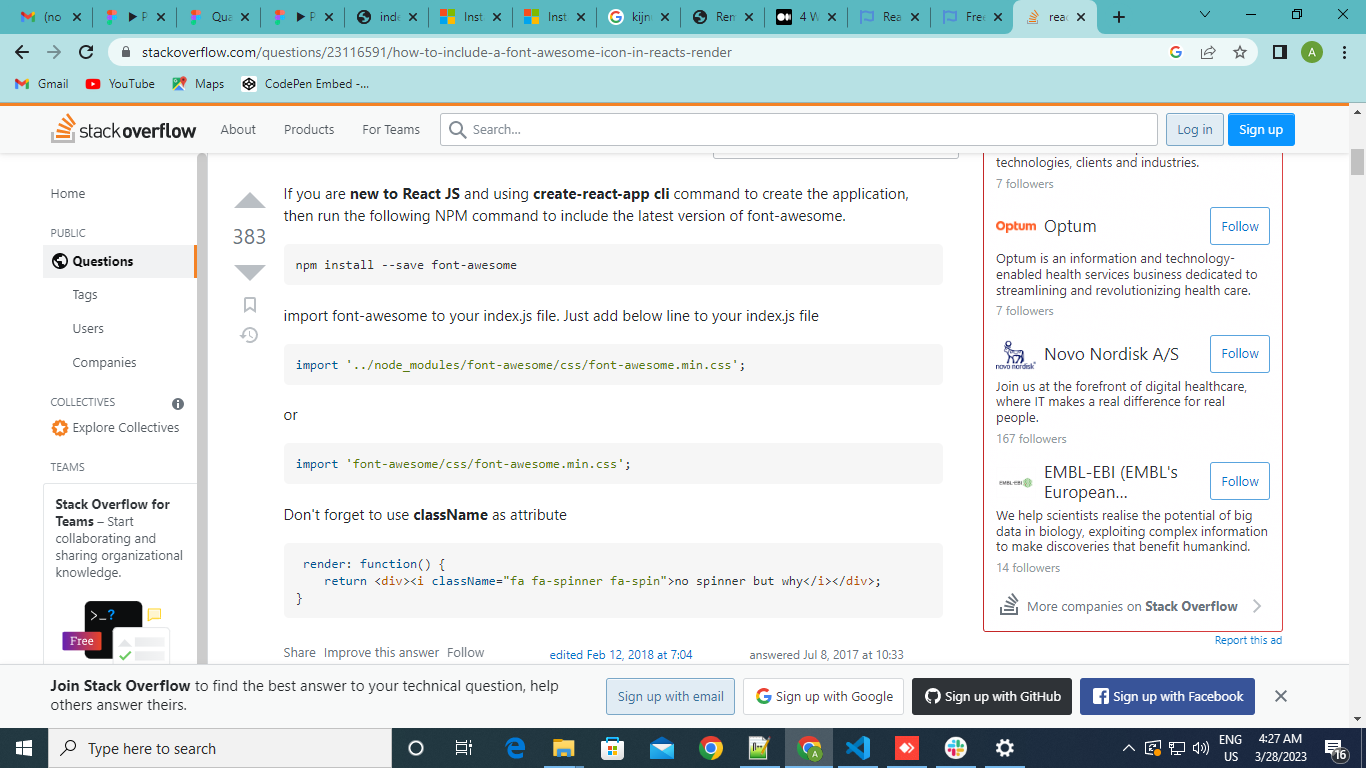 (no
Qua
inde
Inst
Inst
kijn
Ren
4 W
Rea
Free
reac
stackoverflow.com/questions/23116591/how-to-include-a-font-awesome-icon-in-reacts-render
A
Gmail
YouTube
Maps
CodePen Embed -...
stack overflow
About
Products
For Teams
Search...
Log in
Sign up
Home
PUBLIC
Questions
Tags
Users
Companies
COLLECTIVES
Explore Collectives
TEAMS
Stack Overflow for
Teams – Start
collaborating and
sharing organizational
knowledge.
>_?
Free
383
If you are new to React JS and using create-react-app cli command to create the application,
then run the following NPM command to include the latest version of font-awesome.
npm install --save font-awesome
import font-awesome to your index.js file. Just add below line to your index.js file
import '../node_modules/font-awesome/css/font-awesome.min.css';
or
import 'font-awesome/css/font-awesome.min.css';
Don't forget to use className as attribute
render: function() {
return <div><i className="fa fa-spinner fa-spin">no spinner but why</i></div>;
}
Share Improve this answer Follow
edited Feb 12, 2018 at 7:04
answered Jul 8, 2017 at 10:33
technologies, clients and industries.
7 followers
Optum
Optum
Follow
Optum is an information and technology-
enabled health services business dedicated to
streamlining and revolutionizing health care.
7 followers
novo nordisk
Novo Nordisk A/S
Follow
Join us at the forefront of digital healthcare,
where IT makes a real difference for real
people.
167 followers
EMBL-EBI
EMBL-EBI (EMBL's
European...
Follow
We help scientists realise the potential of big
data in biology, exploiting complex information
to make discoveries that benefit humankind.
14 followers
More companies on Stack Overflow
Report this ad
Join Stack Overflow to find the best answer to your technical question, help
others answer theirs.
Sign up with email
Sign up with Google
Sign up with GitHub
Sign up with Facebook
Type here to search
ENG
US
4:27 AM
3/28/2023
16